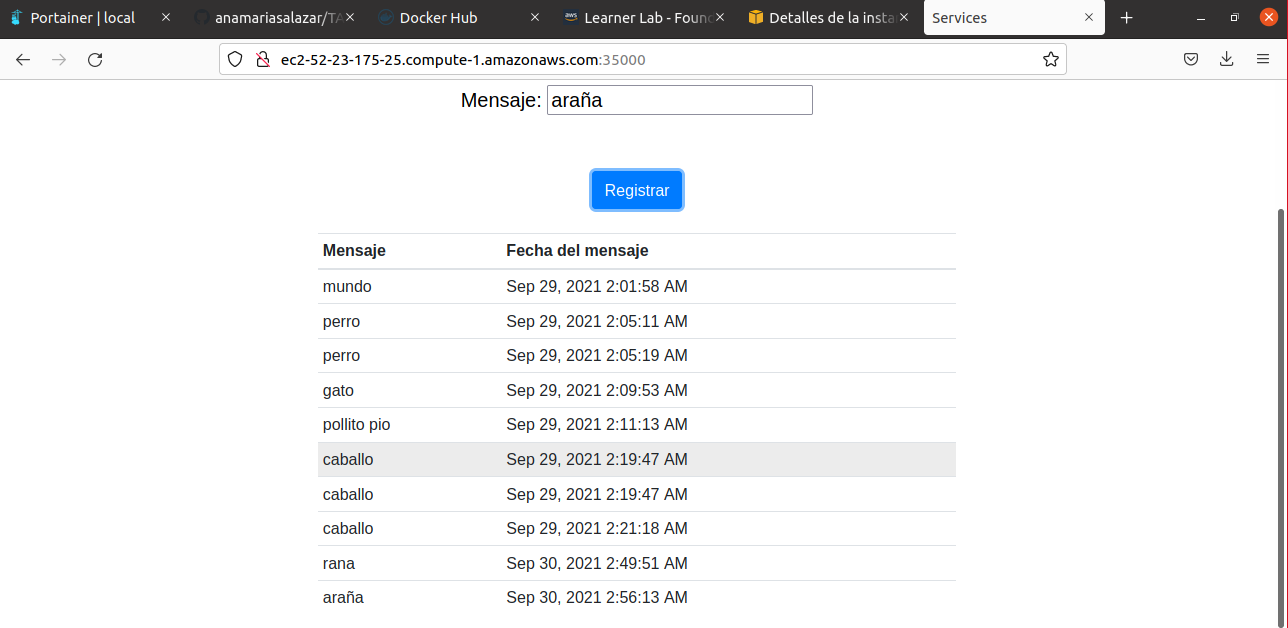 Portainer | local
anamariasalazar/TA
Docker Hub
Learner Lab - Found
Detalles de la insta
Services
ec2-52-23-175-25.compute-1.amazonaws.com:35000
Mensaje: araña
Registrar
Mensaje Fecha del mensaje
mundo Sep 29, 2021 2:01:58 AM
perro Sep 29, 2021 2:05:11 AM
perro Sep 29, 2021 2:05:19 AM
gato Sep 29, 2021 2:09:53 AM
pollito pio Sep 29, 2021 2:11:13 AM
caballo Sep 29, 2021 2:19:47 AM
caballo Sep 29, 2021 2:19:47 AM
caballo Sep 29, 2021 2:21:18 AM
rana Sep 30, 2021 2:49:51 AM
araña Sep 30, 2021 2:56:13 AM